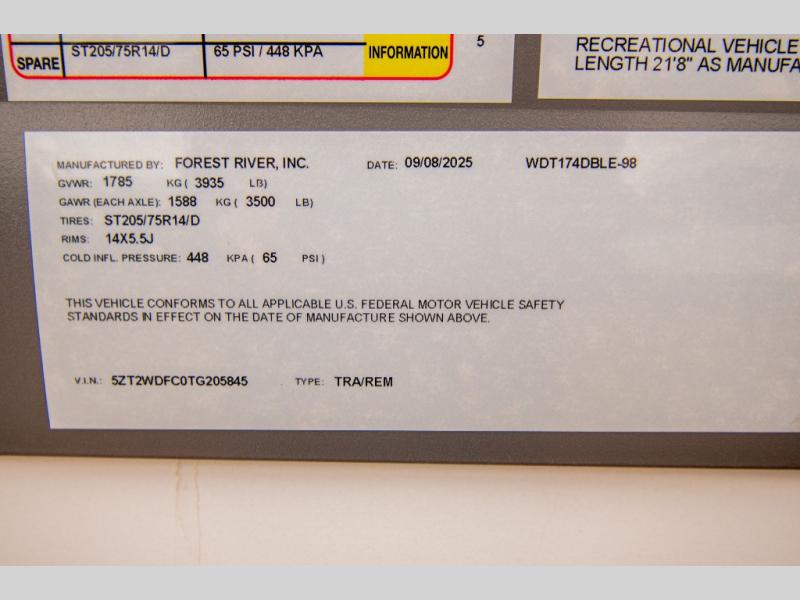 SPARE ST205/75R14/D 65 PSI / 448 KPA INFORMATION
5
RECREATIONAL VEHICLE
LENGTH 21'8" AS
MANUFACTURED BY: FOREST RIVER, INC. DATE: 09/08/2025 WDT174DBLE-98
GVWR: 1785 KG ( 3935 LB)
GAWR (EACH AXLE): 1588 KG ( 3500 LB)
TIRES: ST205/75R14/D
RIMS: 14X5.5J
COLD INFL. PRESSURE: 448 KPA ( 65 PSI )
THIS VEHICLE CONFORMS TO ALL APPLICABLE U.S. FEDERAL MOTOR VEHICLE SAFETY
STANDARDS IN EFFECT ON THE DATE OF MANUFACTURE SHOWN ABOVE.
V.I.N.: 5ZT2WDFC0TG205845 TYPE: TRA/REM